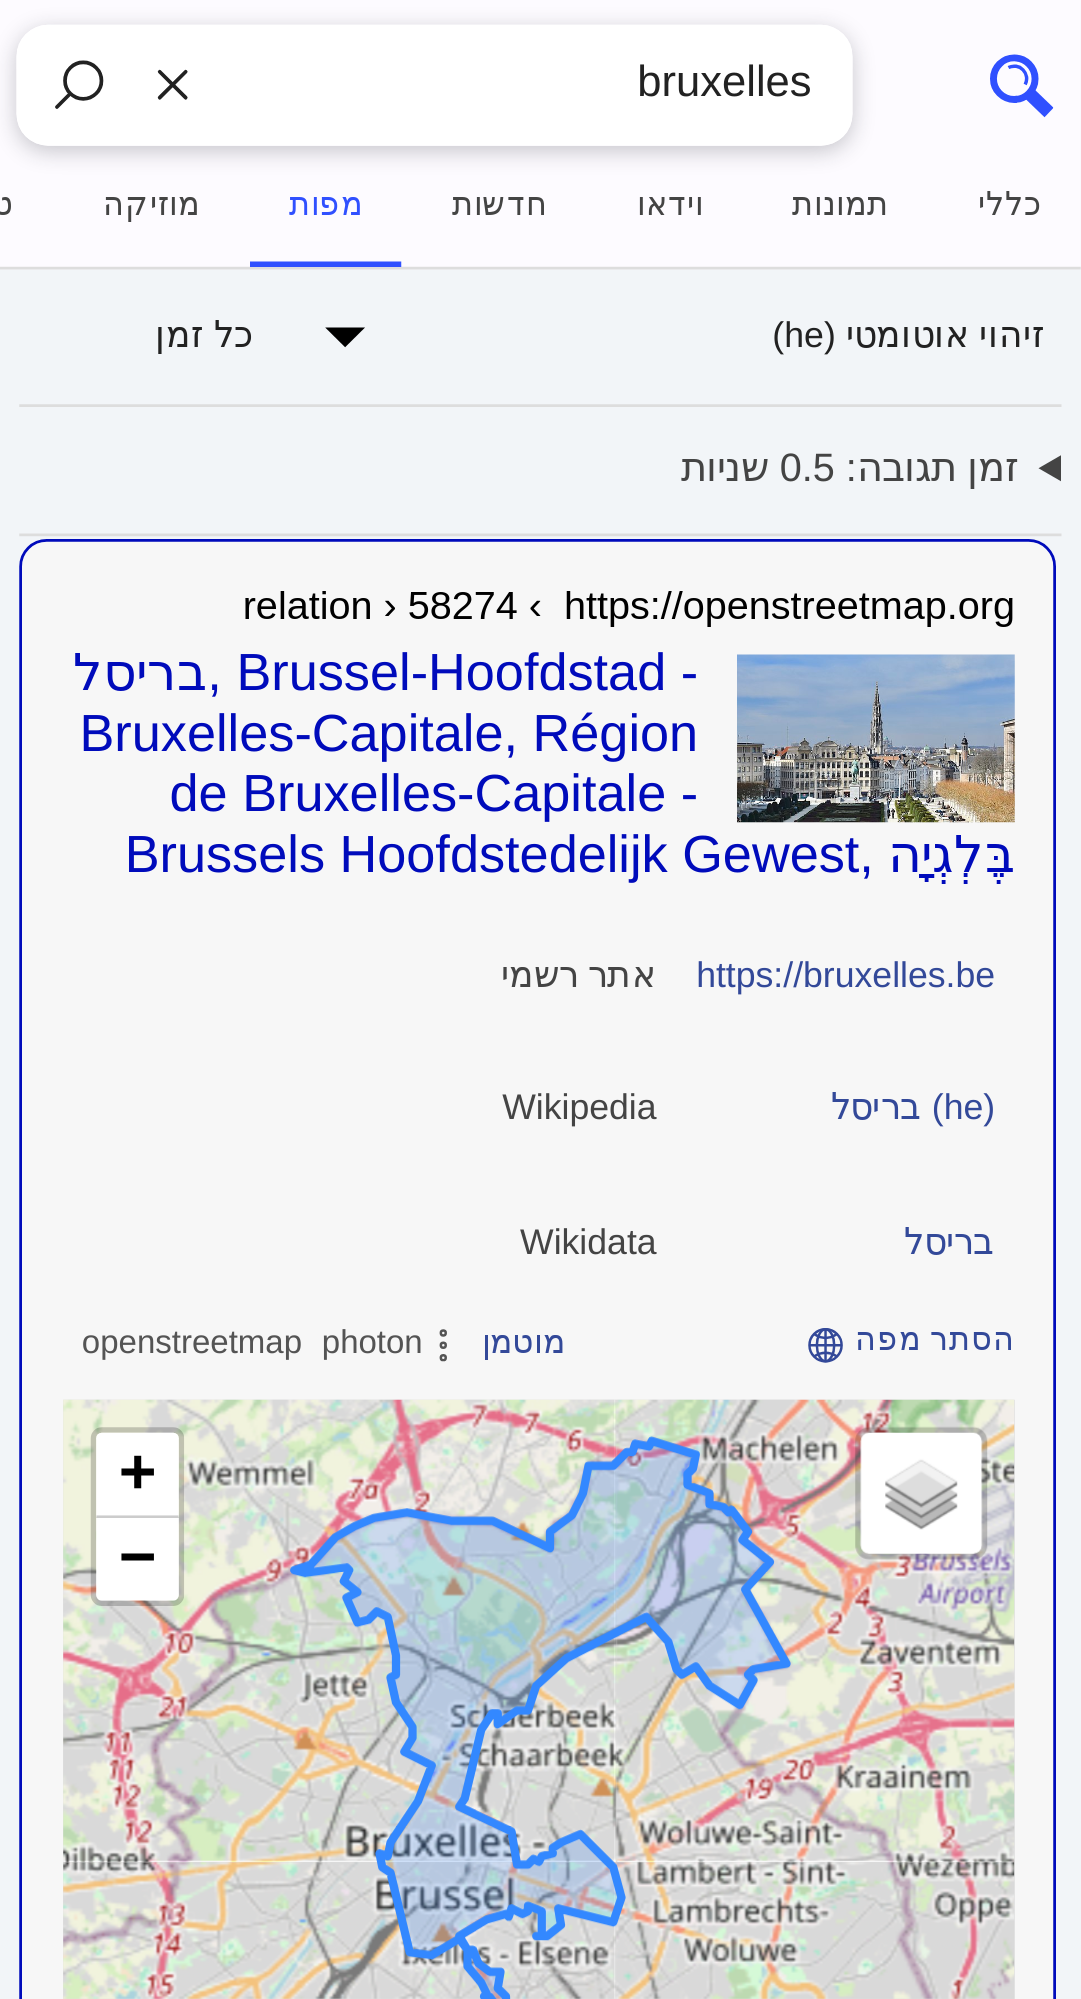 bruxelles
כללי תמונות וידאו חדשות מפות מוזיקה
זיהוי אוטומטי (he) כל זמן
זמן תגובה: 0.5 שניות
https://openstreetmap.org › relation › 58274
בריסל, Brussel-Hoofdstad -
Bruxelles-Capitale, Région
de Bruxelles-Capitale -
Brussels Hoofdstedelijk Gewest, בֶּלְגְיָה
https://bruxelles.be אתר רשמי
בריסל (he) Wikipedia
בריסל Wikidata
הסתר מפה מוטמן openstreetmap photon
7 7 6 6 12
Machelen
+ Wemmel
7a 2
5
−
9 9
3 Brussels
Airport
4
2 3
10
Zaventem
Jette
3
21
Schaerbeek
- Schaarbeek
11
11
12
19 20 Kraainem
12
Bruxelles -
Brussel
Woluwe-Saint-
Lambert - Sint-
Lambrechts-
Woluwe
2
Wezemb
Oppe
13
14
Ixelles - Elsene
15
1